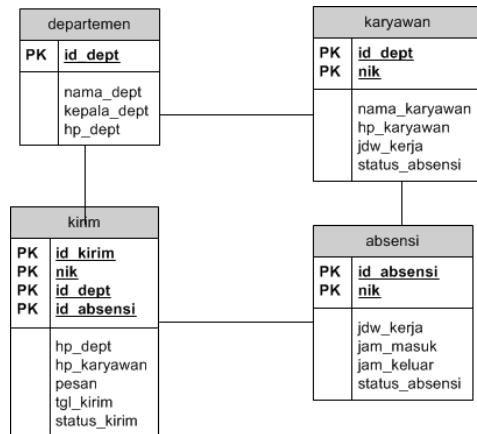 departemen
PK id_dept
nama_dept
kepala_dept
hp_dept
karyawan
PK id_dept
PK nik
nama_karyawan
hp_karyawan
jdw_kerja
status_absensi
kirim
PK id_kirim
PK nik
PK id_dept
PK id_absensi
hp_dept
hp_karyawan
pesan
tgl_kirim
status_kirim
absensi
PK id_absensi
PK nik
jdw_kerja
jam_masuk
jam_keluar
status_absensi